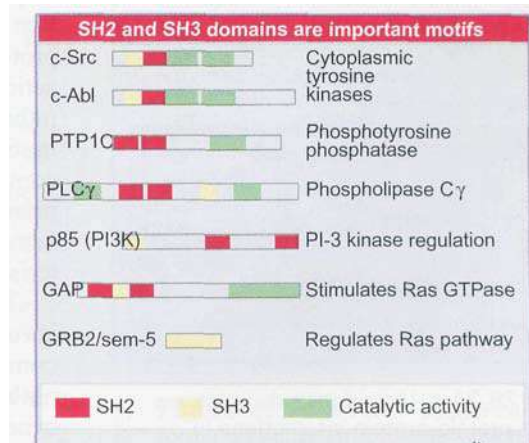 SH2 and SH3 domains are important motifs
c-Src Cytoplasmic
tyrosine
c-Abl kinases
PTP1C Phosphotyrosine
phosphatase
PLCγ Phospholipase Cγ
p85 (PI3K) PI-3 kinase regulation
GAP Stimulates Ras GTPase
GRB2/sem-5 Regulates Ras pathway
SH2 SH3 Catalytic activity